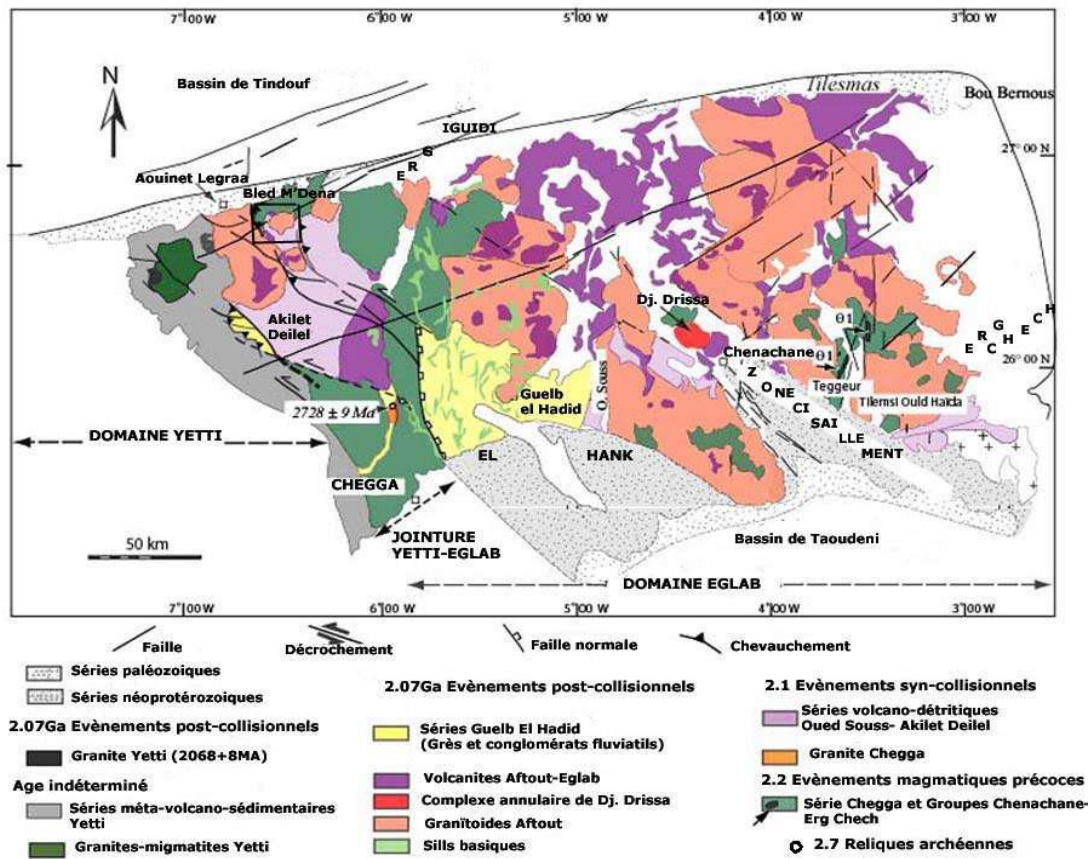 7°00 W 6°00 W 5°00 W 4°00 W 3°00 W
N
Bassin de Tindouf
Tilesmas
Bou Bernous
IGUIDI
E R G
27°00 N
Aouinet Legraa
Bled M'Dena
Akilet
Deilel
Dj. Drissa
Chenachane
θ1
θ1
Teggeur
Tilemsi Ould Haida
E R G
C H E C H
26°00 N
O. Souss
Guelb
el Hadid
2728 ± 9 Ma
Z O NE CI SAI LLE MENT
DOMAINE YETTI
EL HANK
CHEGGA
JOINTURE
YETTI-EGLAB
Bassin de Taoudeni
50 km
DOMAINE EGLAB
7°00 W 6°00 W 5°00 W 4°00 W 3°00 W
Faille
Décrochement
Faille normale
Chevauchement
Séries paléozoiques
Séries néoprotérozoiques
2.07Ga Evènements post-collisionnels
Granite Yetti (2068+8MA)
Age indéterminé
Séries méta-volcano-sédimentaires
Yetti
Granites-migmatites Yetti
2.07Ga Evènements post-collisionnels
Séries Guelb El Hadid
(Grès et conglomérats fluviatils)
Volcanites Aftout-Eglab
Complexe annulaire de Dj. Drissa
Granïtoides Aftout
Sills basiques
2.1 Evènements syn-collisionnels
Séries volcano-détritiques
Oued Souss- Akilet Deilel
Granite Chegga
2.2 Evènements magmatiques précoces
Série Chegga et Groupes Chenachane-
Erg Chech
2.7 Reliques archéennes